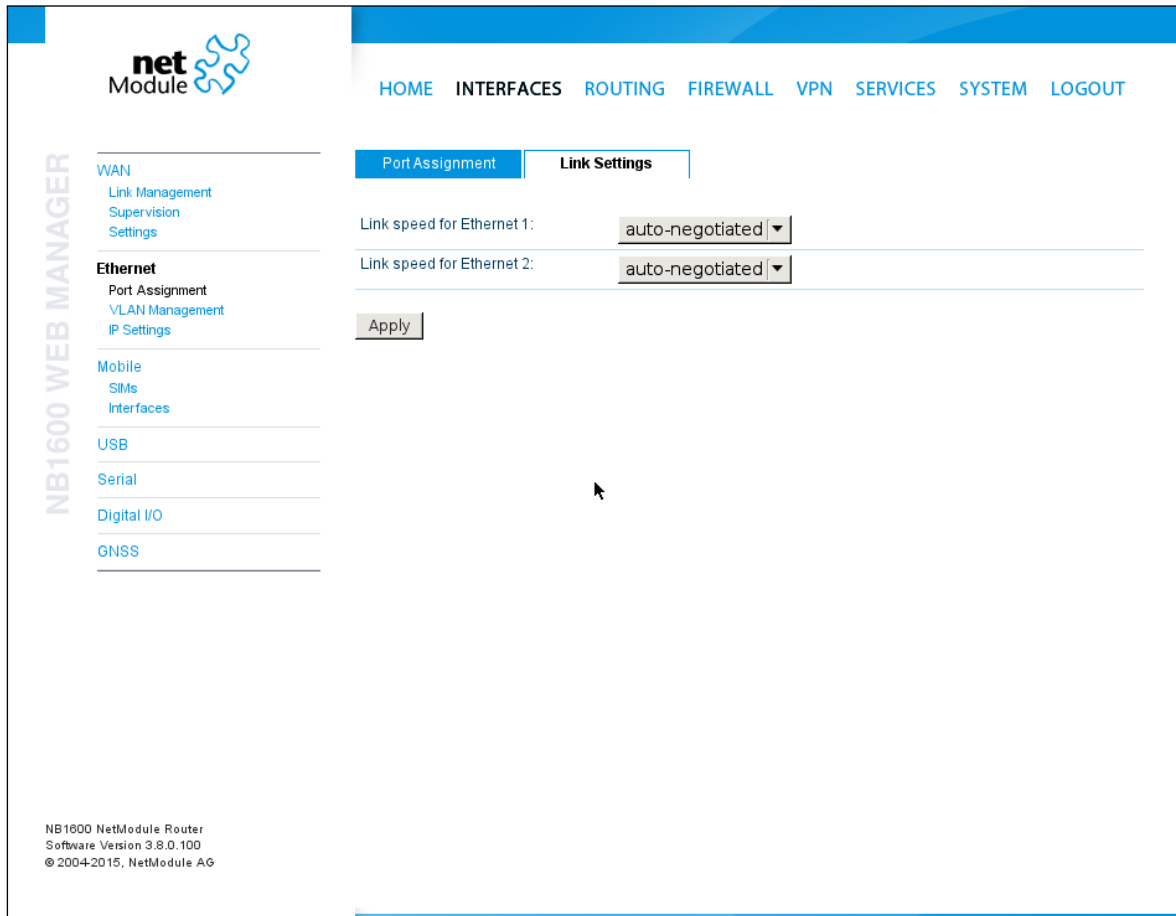 net
Module
HOME INTERFACES ROUTING FIREWALL VPN SERVICES SYSTEM LOGOUT
NB1600 WEB MANAGER
WAN
Link Management
Supervision
Settings
Ethernet
Port Assignment
VLAN Management
IP Settings
Mobile
SIMs
Interfaces
USB
Serial
Digital I/O
GNSS
Port Assignment Link Settings
Link speed for Ethernet 1: auto-negotiated
Link speed for Ethernet 2: auto-negotiated
Apply
NB1600 NetModule Router
Software Version 3.8.0.100
© 2004-2015, NetModule AG